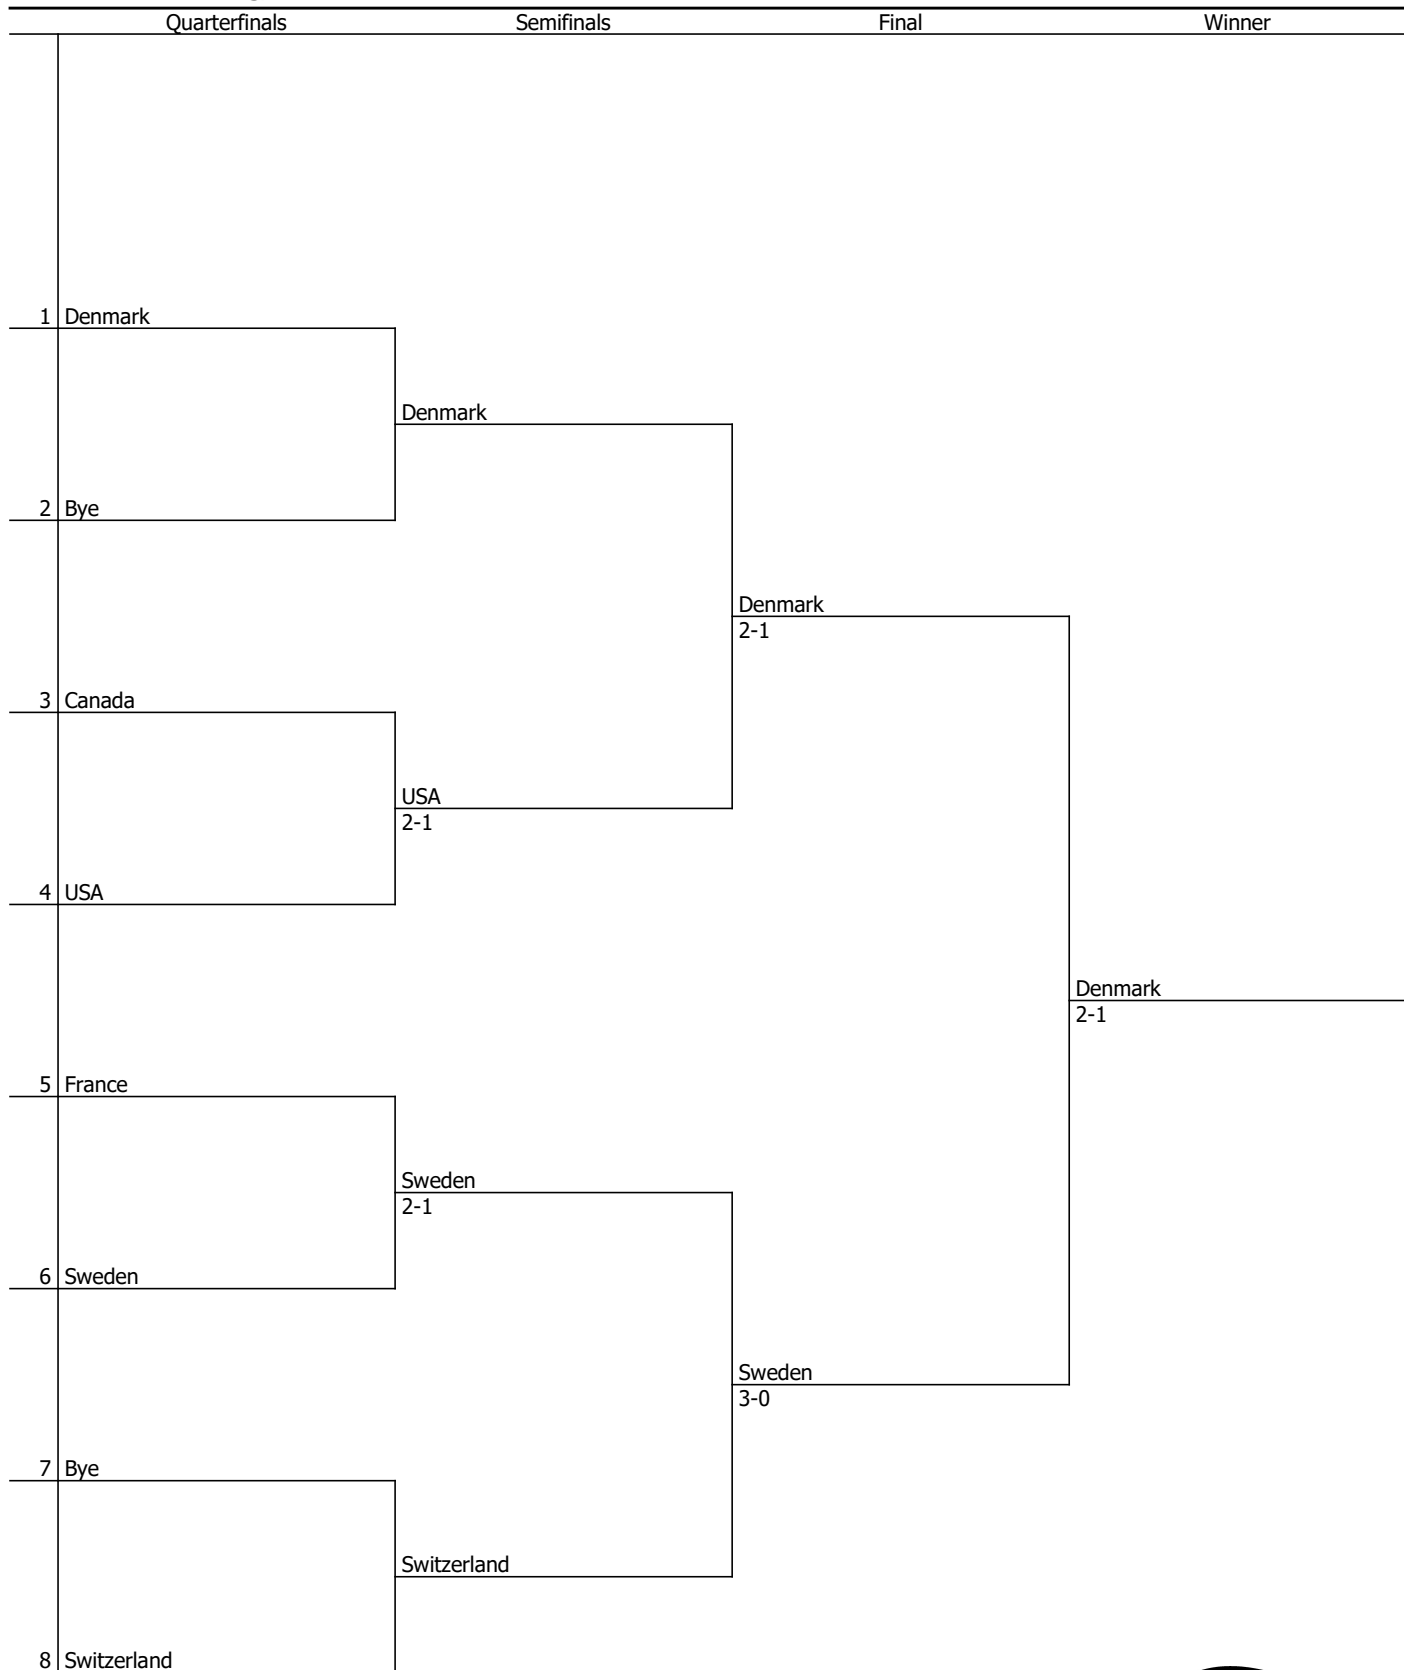 Quarterfinals Semifinals Final Winner
1 Denmark
Denmark
2 Bye
Denmark
2-1
3 Canada
USA
2-1
4 USA
Denmark
2-1
5 France
Sweden
2-1
6 Sweden
Sweden
3-0
7 Bye
Switzerland
8 Switzerland